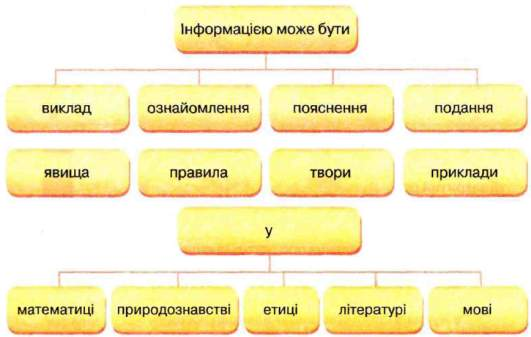 Інформацією може бути
виклад ознайомлення пояснення подання
явища правила твори приклади
у
математиці природознавстві етиці літературі мові